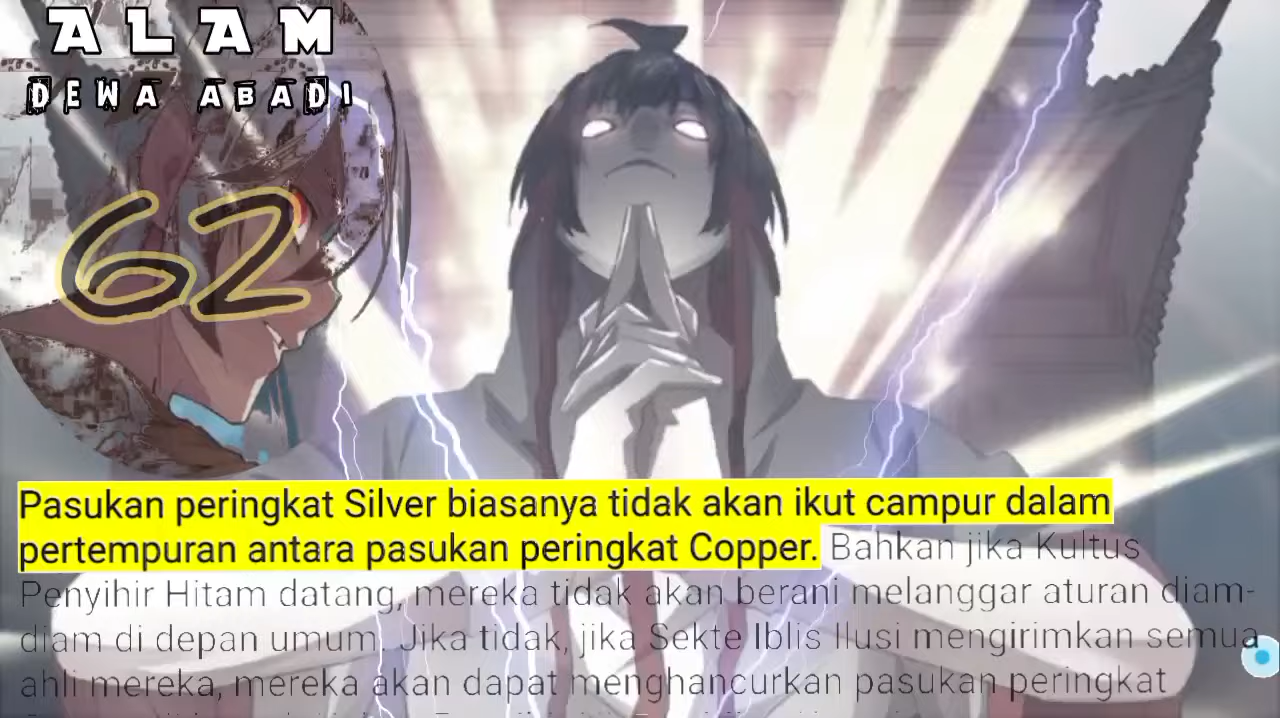 ALAM
DEWA ABADI
62
Pasukan peringkat Silver biasanya tidak akan ikut campur dalam
pertempuran antara pasukan peringkat Copper. Bahkan jika Kultus
Penyihir Hitam datang, mereka tidak akan berani melanggar aturan diam-
diam di depan umum. Jika tidak, jika Sekte Iblis Ilusi mengirimkan semua
ahli mereka, mereka akan dapat menghancurkan pasukan peringkat